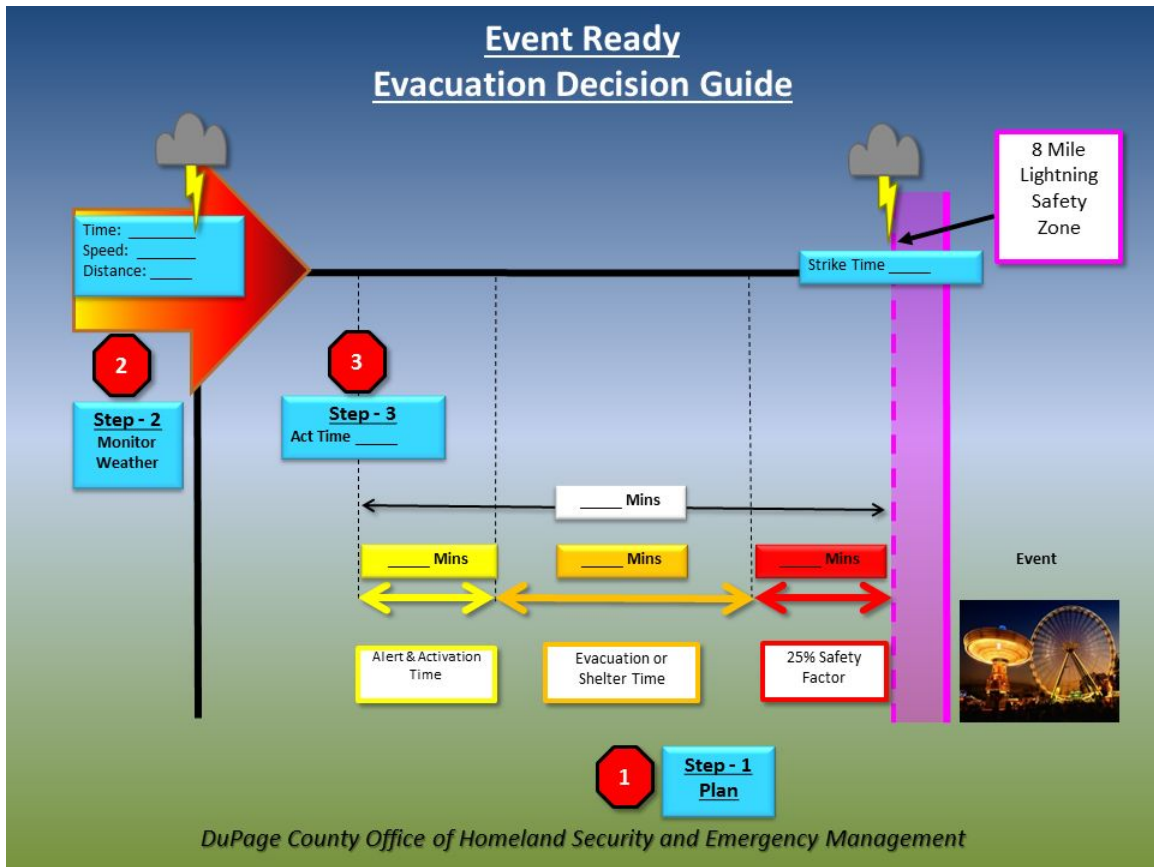 Event Ready
Evacuation Decision Guide
8 Mile
Lightning
Safety
Zone
Time: ________
Speed: _______
Distance: _____
Strike Time _____
2
3
Step - 2
Monitor
Weather
Step - 3
Act Time _____
_____ Mins
_____ Mins
_____ Mins
_____ Mins
Event
Alert & Activation
Time
Evacuation or
Shelter Time
25% Safety
Factor
1
Step - 1
Plan
DuPage County Office of Homeland Security and Emergency Management